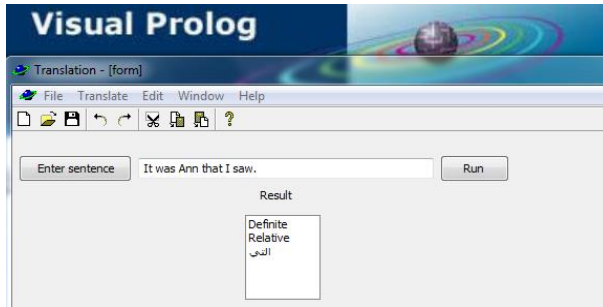 Visual Prolog
Translation - [form]
File Translate Edit Window Help
?
Enter sentence It was Ann that I saw. Run
Result
Definite
Relative
التي